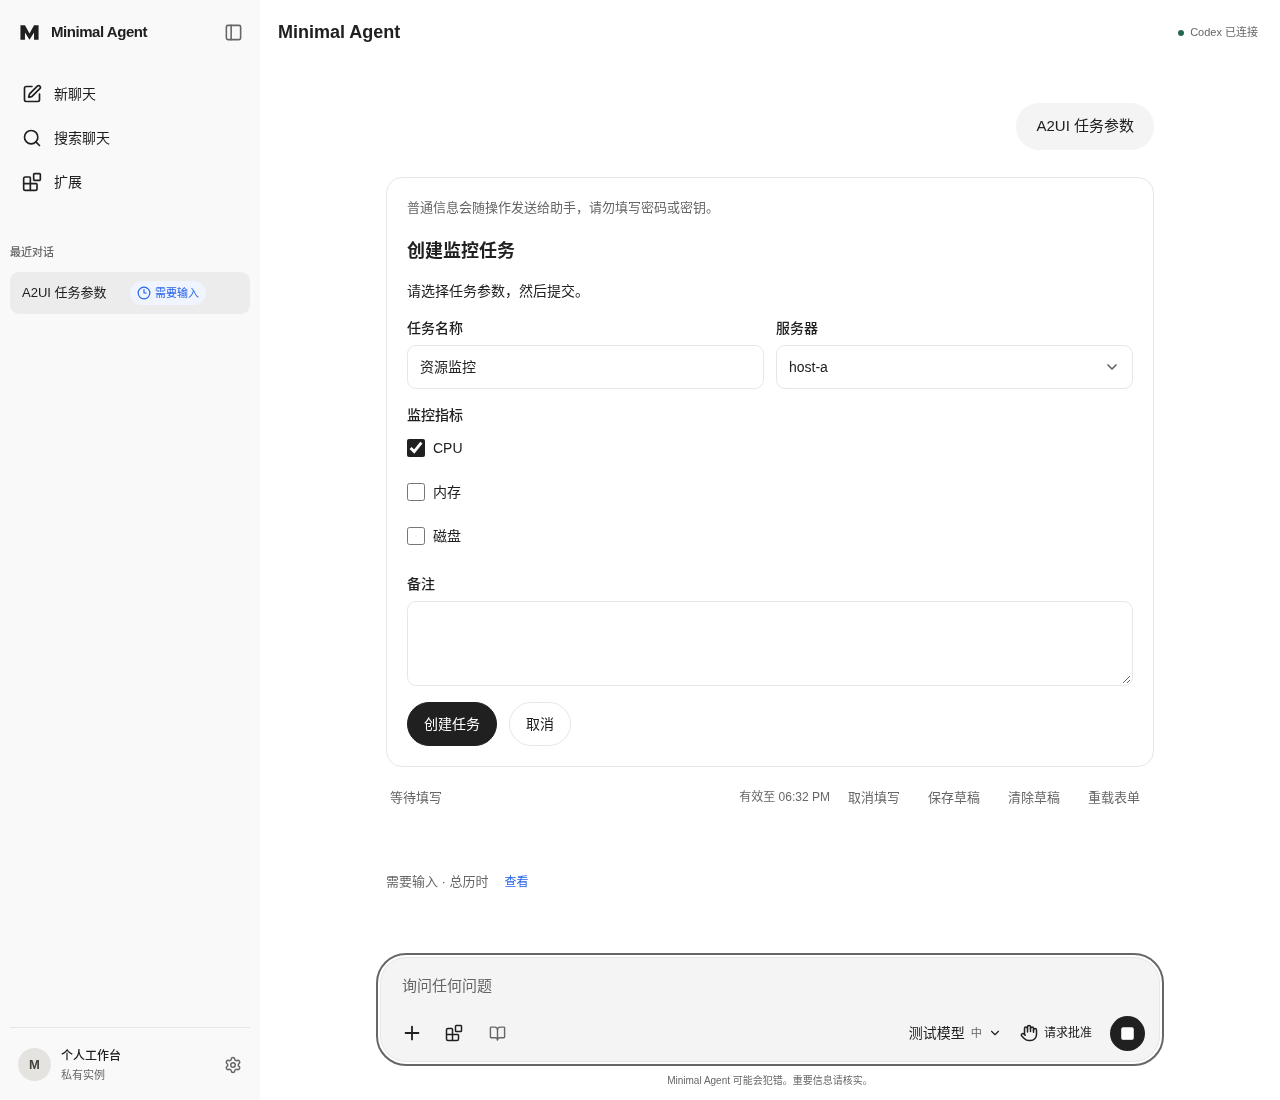 Minimal Agent
新聊天
搜索聊天
扩展
最近对话
A2UI 任务参数 需要输入
M 个人工作台
私有实例
Minimal Agent
Codex 已连接
A2UI 任务参数
普通信息会随操作发送给助手，请勿填写密码或密钥。
创建监控任务
请选择任务参数，然后提交。
任务名称 服务器
资源监控 host-a
监控指标
CPU
内存
磁盘
备注
创建任务 取消
等待填写 有效至 06:32 PM 取消填写 保存草稿 清除草稿 重载表单
需要输入 · 总历时 查看
询问任何问题
测试模型 中 请求批准
Minimal Agent 可能会犯错。重要信息请核实。